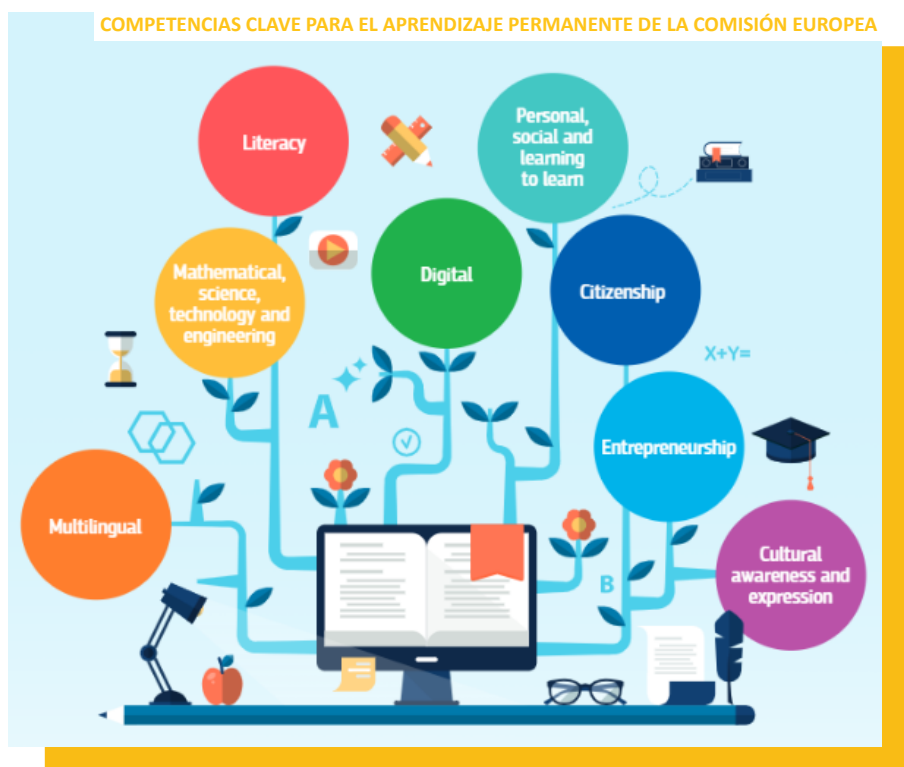 COMPETENCIAS CLAVE PARA EL APRENDIZAJE PERMANENTE DE LA COMISIÓN EUROPEA
Literacy
Personal,
social and
learning
to learn
Mathematical,
science,
technology and
engineering
Digital
Citizenship
X+Y=
A
Entrepreneurship
Multilingual
Cultural
awareness and
expression
B